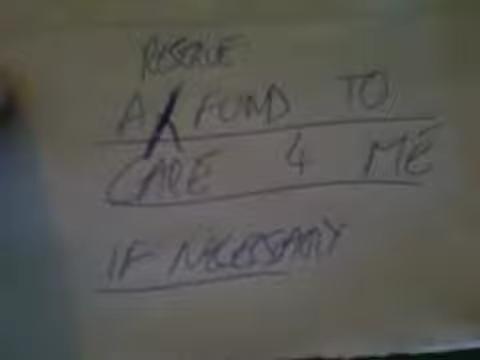 RESERVE
A FUND TO
CARE 4 ME
IF NECESSARY